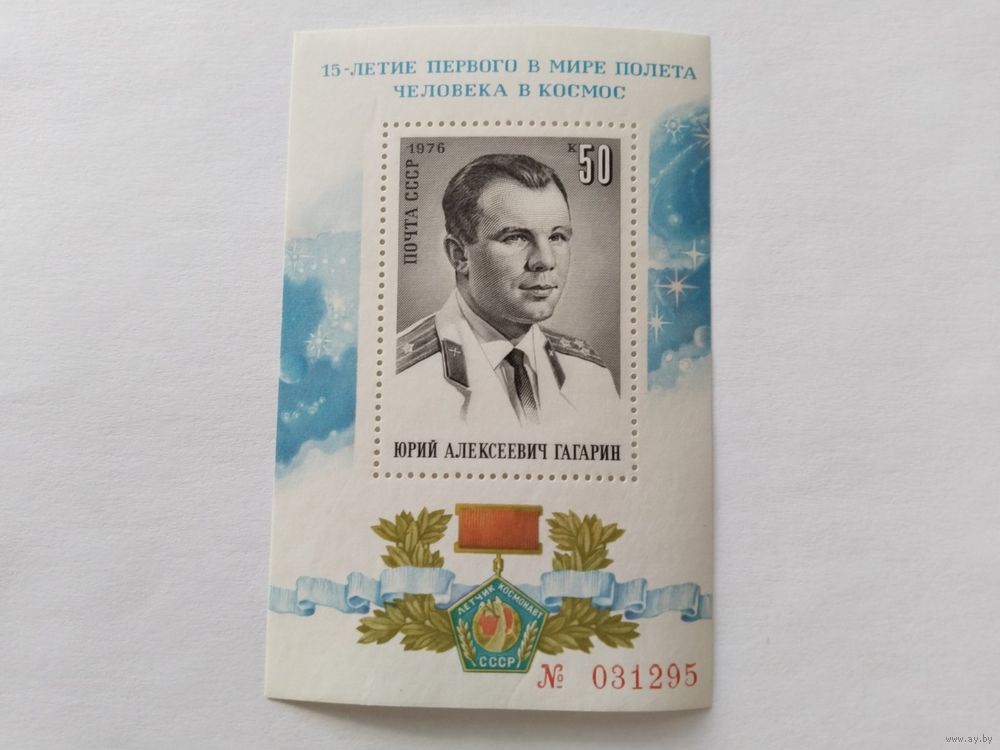 15-ЛЕТИЕ ПЕРВОГО В МИРЕ ПОЛЕТА
ЧЕЛОВЕКА В КОСМОС
1976
К 50
ПОЧТА СССР
ЮРИЙ АЛЕКСЕЕВИЧ ГАГАРИН
ЛЕТЧИК КОСМОНАВТ
СССР
№ 031295
www.ay.by